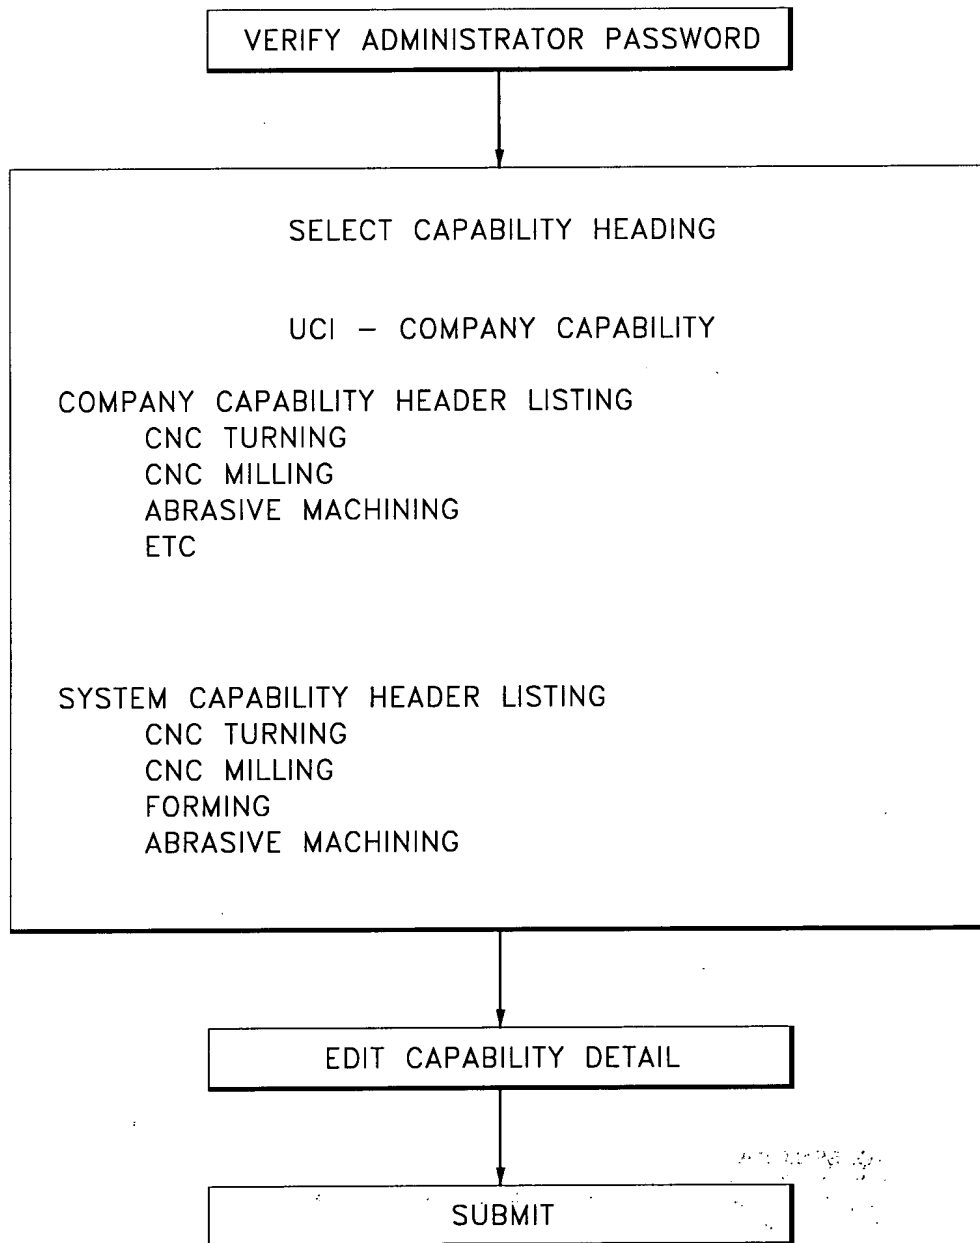 VERIFY ADMINISTRATOR PASSWORD
SELECT CAPABILITY HEADING
UCI – COMPANY CAPABILITY
COMPANY CAPABILITY HEADER LISTING
CNC TURNING
CNC MILLING
ABRASIVE MACHINING
ETC
SYSTEM CAPABILITY HEADER LISTING
CNC TURNING
CNC MILLING
FORMING
ABRASIVE MACHINING
EDIT CAPABILITY DETAIL
SUBMIT